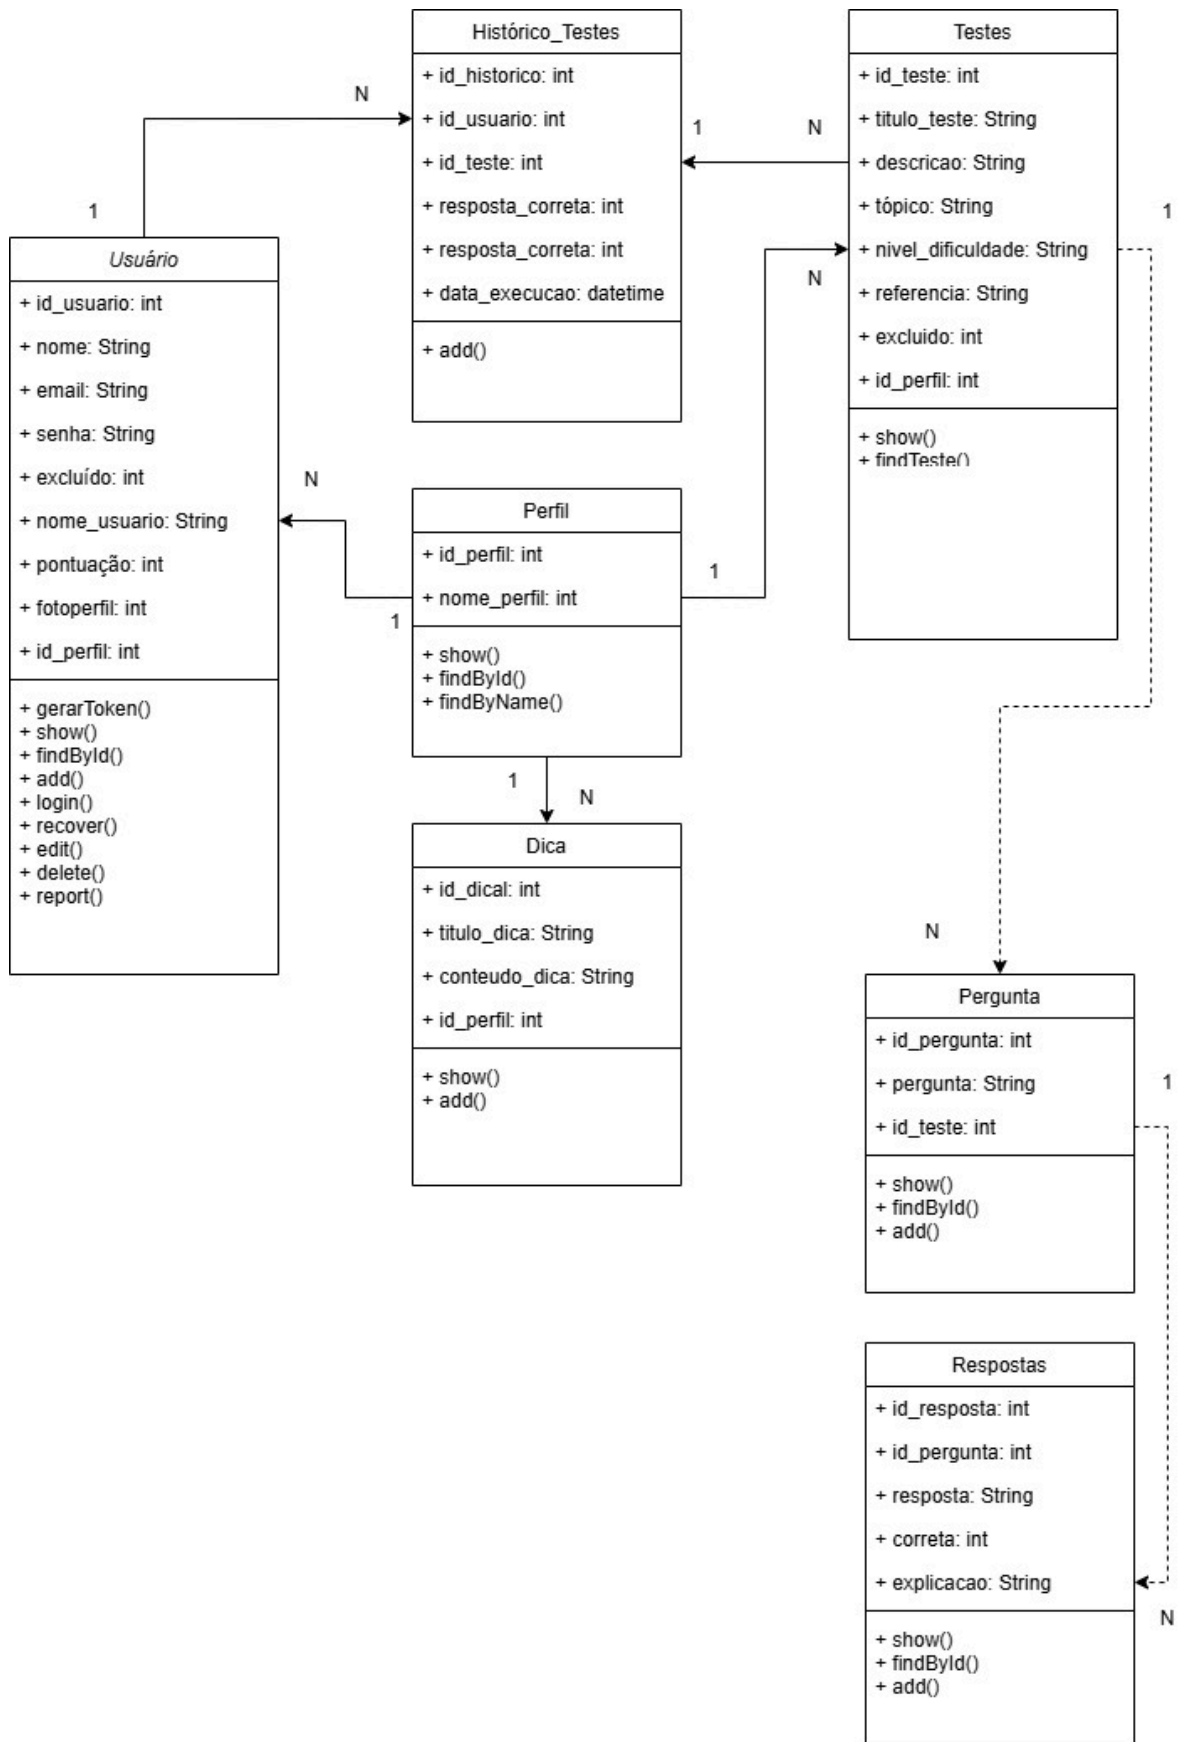 Histórico_Testes
+ id_historico: int
+ id_usuario: int
+ id_teste: int
+ resposta_correta: int
+ resposta_correta: int
+ data_execucao: datetime
+ add()
Testes
+ id_teste: int
+ titulo_teste: String
+ descricao: String
+ tópico: String
+ nivel_dificuldade: String
+ referência: String
+ excluido: int
+ id_perfil: int
+ show()
+ findTeste()
N
1
1
N
1
N
Usuário
+ id_usuario: int
+ nome: String
+ email: String
+ senha: String
+ excluído: int
+ nome_usuario: String
+ pontuação: int
+ fotoperfil: int
+ id_perfil: int
+ gerarToken()
+ show()
+ findById()
+ add()
+ login()
+ recover()
+ edit()
+ delete()
+ report()
N
1
1
Perfil
+ id_perfil: int
+ nome_perfil: int
+ show()
+ findById()
+ findByName()
1
N
Dica
+ id_dical: int
+ titulo_dica: String
+ conteudo_dica: String
+ id_perfil: int
+ show()
+ add()
N
Pergunta
+ id_pergunta: int
+ pergunta: String
+ id_teste: int
+ show()
+ findById()
+ add()
1
Respostas
+ id_resposta: int
+ id_pergunta: int
+ resposta: String
+ correta: int
+ explicacao: String
+ show()
+ findById()
+ add()
N